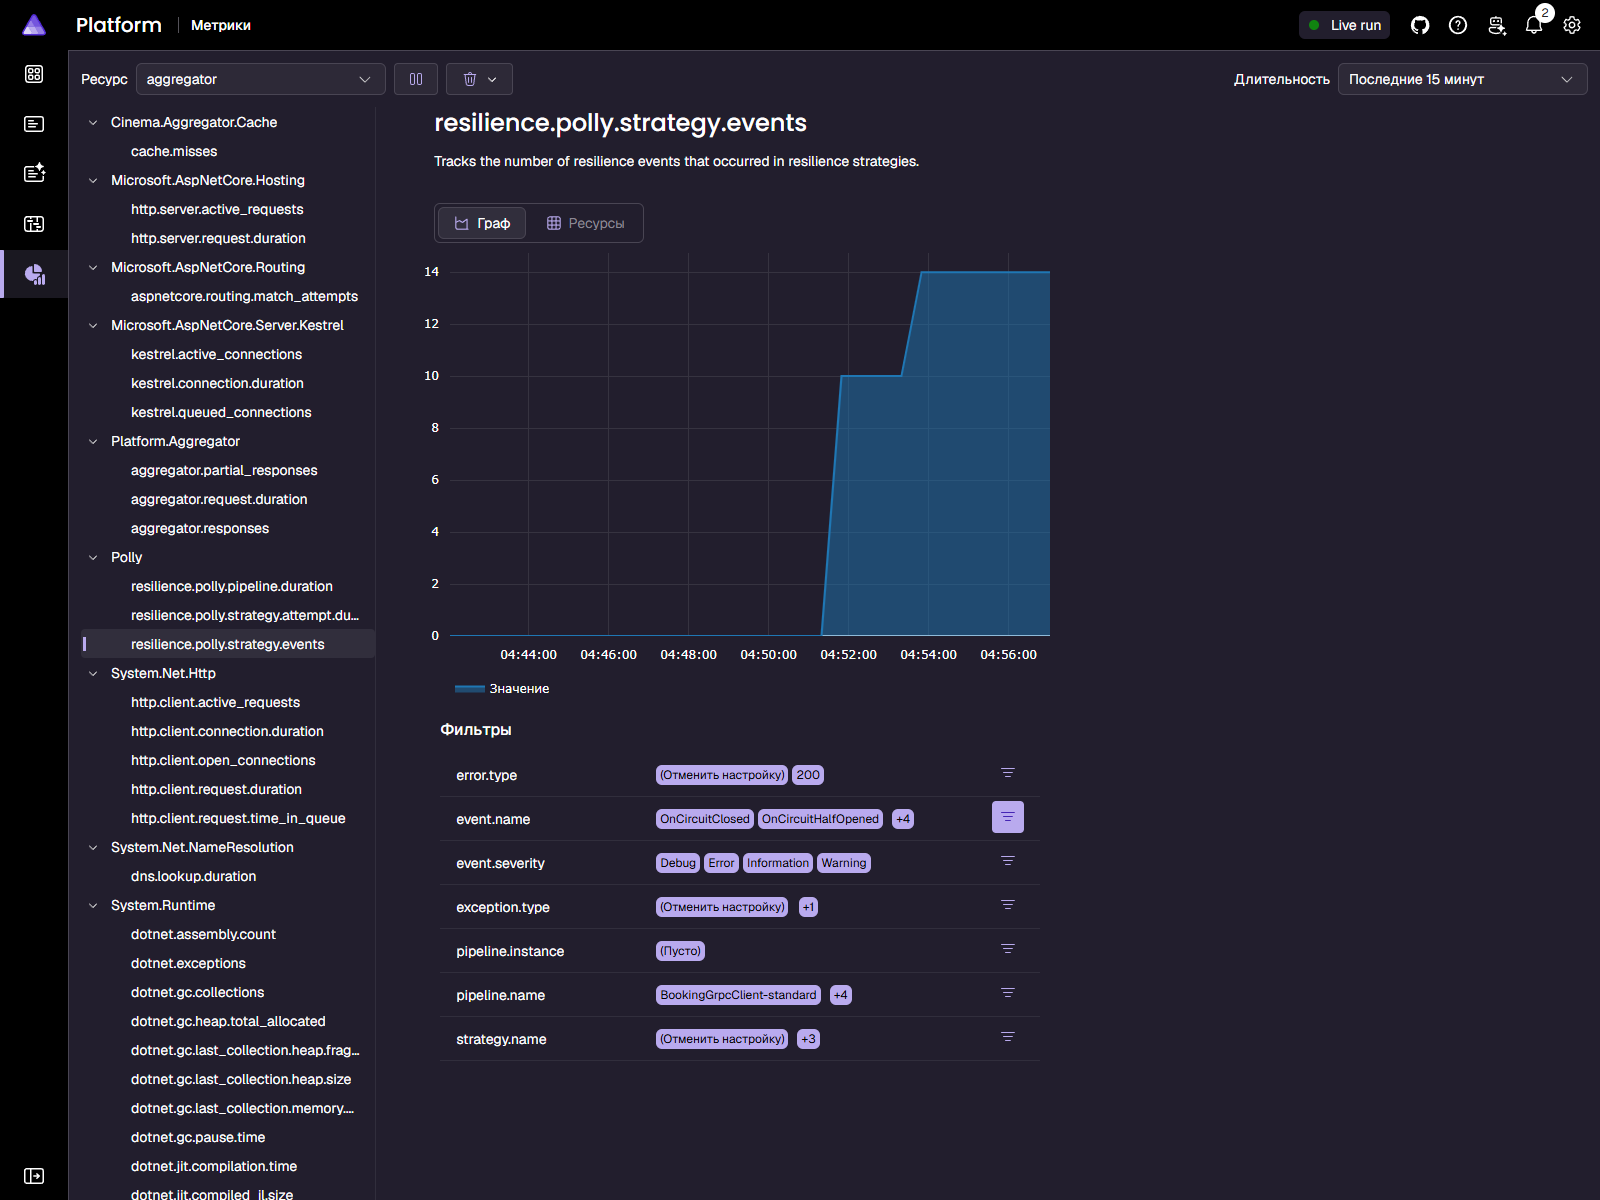 Platform
Метрики
Live run
2
Ресурс
aggregator
Длительность
Последние 15 минут
Cinema.Aggregator.Cache
cache.misses
Microsoft.AspNetCore.Hosting
http.server.active_requests
http.server.request.duration
Microsoft.AspNetCore.Routing
aspnetcore.routing.match_attempts
Microsoft.AspNetCore.Server.Kestrel
kestrel.active_connections
kestrel.connection.duration
kestrel.queued_connections
Platform.Aggregator
aggregator.partial_responses
aggregator.request.duration
aggregator.responses
Polly
resilience.polly.pipeline.duration
resilience.polly.strategy.attempt.du...
resilience.polly.strategy.events
System.Net.Http
http.client.active_requests
http.client.connection.duration
http.client.open_connections
http.client.request.duration
http.client.request.time_in_queue
System.Net.NameResolution
dns.lookup.duration
System.Runtime
dotnet.assembly.count
dotnet.exceptions
dotnet.gc.collections
dotnet.gc.heap.total_allocated
dotnet.gc.last_collection.heap.frag...
dotnet.gc.last_collection.heap.size
dotnet.gc.last_collection.memory....
dotnet.gc.pause.time
dotnet.jit.compilation.time
dotnet.jit.compiled_il.size
resilience.polly.strategy.events
Tracks the number of resilience events that occurred in resilience strategies.
Граф
Ресурсы
14
12
10
8
6
4
2
0
04:44:00 04:46:00 04:48:00 04:50:00 04:52:00 04:54:00 04:56:00
Значение
Фильтры
error.type (Отменить настройку) 200
event.name OnCircuitClosed OnCircuitHalfOpened +4
event.severity Debug Error Information Warning
exception.type (Отменить настройку) +1
pipeline.instance (Пусто)
pipeline.name BookingGrpcClient-standard +4
strategy.name (Отменить настройку) +3